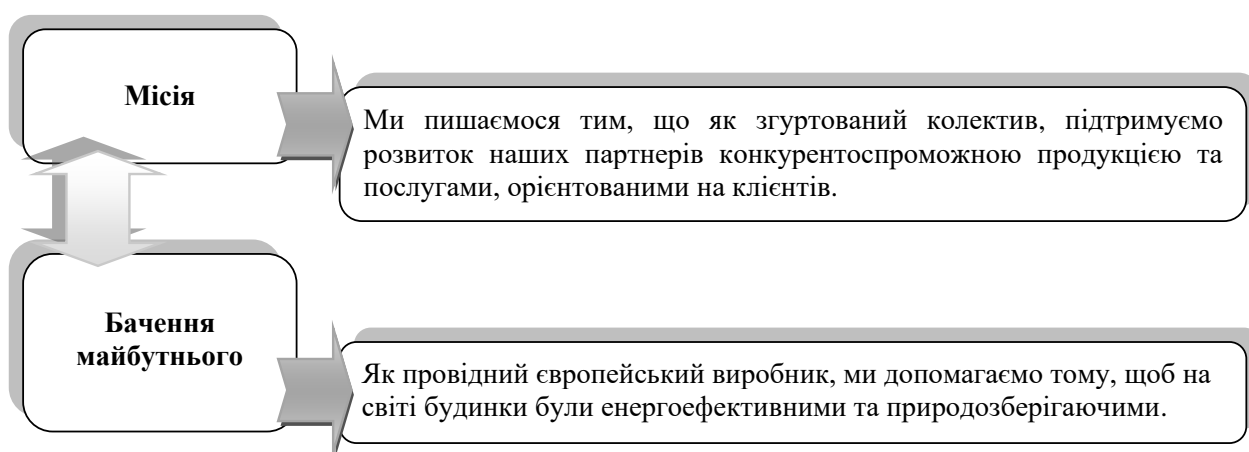 Місія
Ми пишаємося тим, що як згуртований колектив, підтримуємо
розвиток наших партнерів конкурентоспроможною продукцією та
послугами, орієнтованими на клієнтів.
Бачення
майбутнього
Як провідний європейський виробник, ми допомагаємо тому, щоб на
світі будинки були енергоефективними та природозберігаючими.